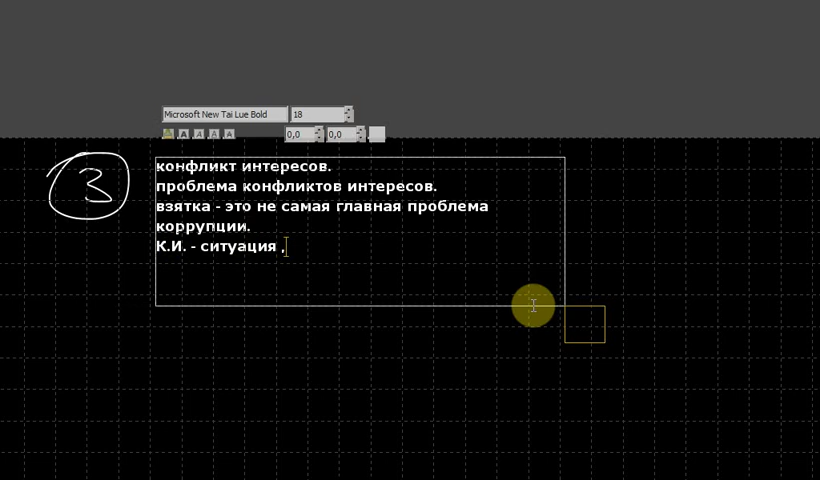 Microsoft New Tai Lue Bold 18
A A A A 0,0 0,0
3
конфликт интересов.
проблема конфликтов интересов.
взятка - это не самая главная проблема
коррупции.
К.И. - ситуация ,